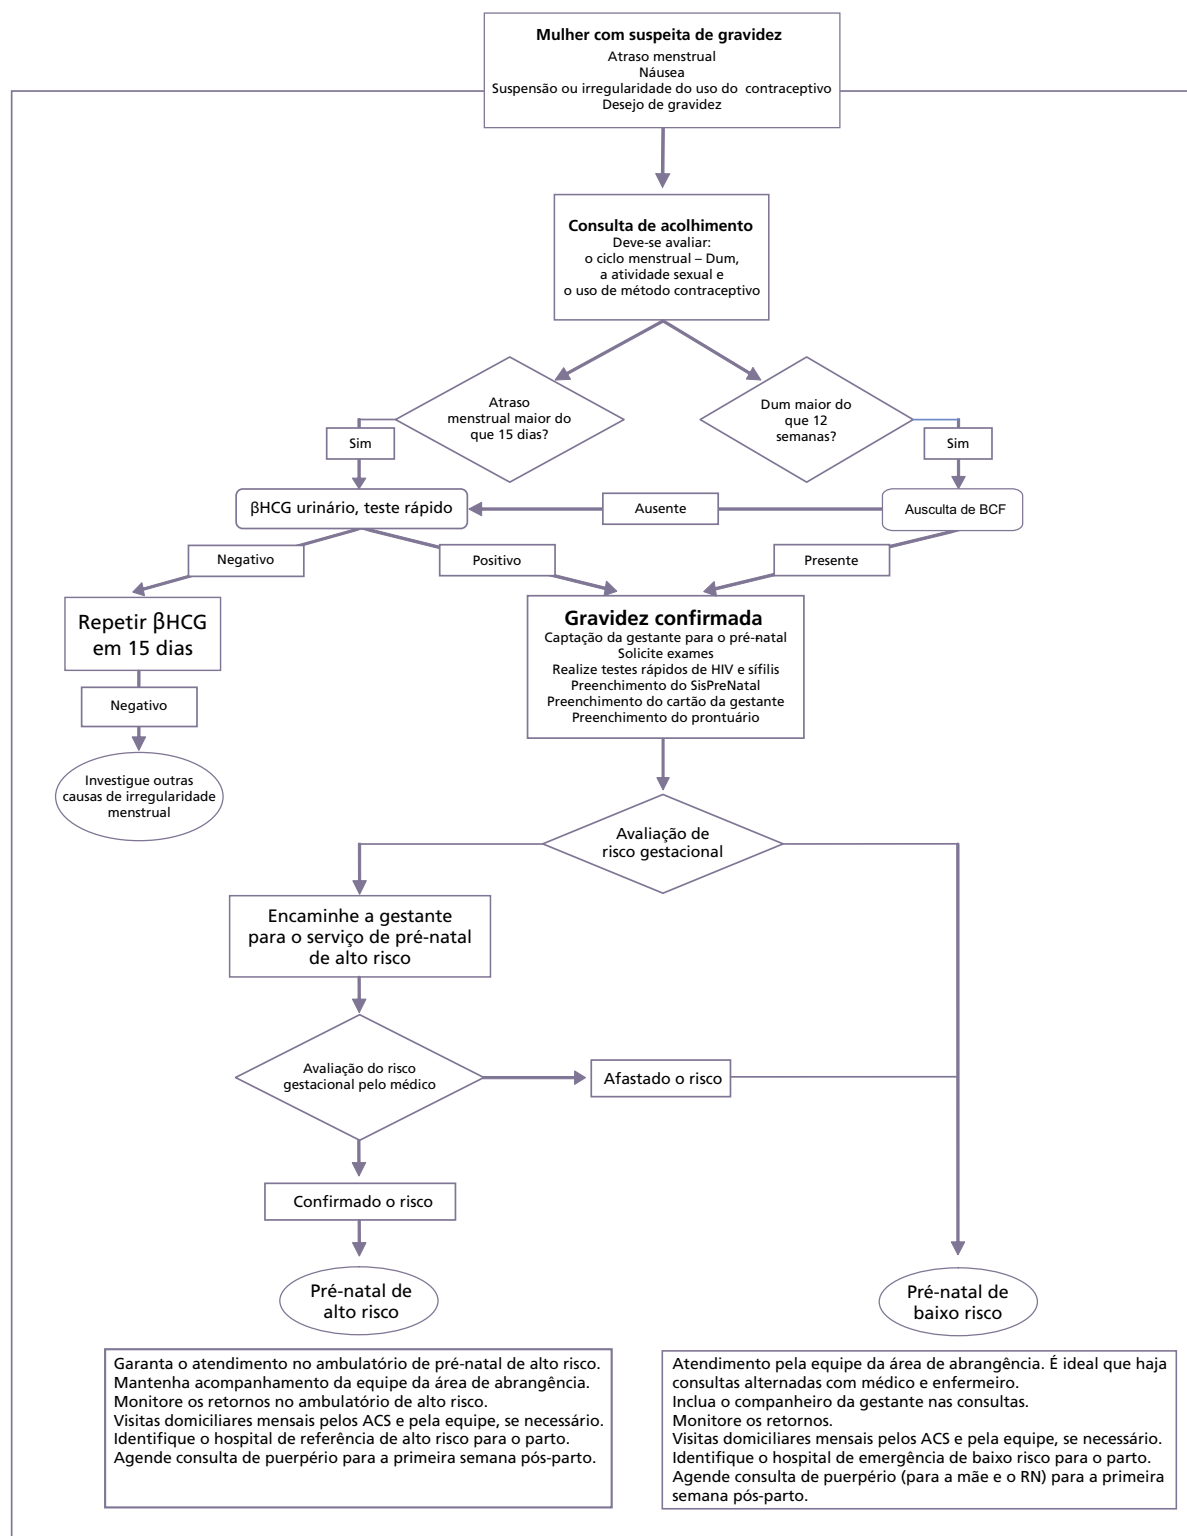 Mulher com suspeita de gravidez
Atraso menstrual
Náusea
Suspensão ou irregularidade do uso do contraceptivo
Desejo de gravidez
Consulta de acolhimento
Deve-se avaliar:
o ciclo menstrual – Dum,
a atividade sexual e
o uso de método contraceptivo
Atraso
menstrual maior do
que 15 dias?
Dum maior do
que 12
semanas?
Sim
Sim
βHCG urinário, teste rápido
Ausente
Ausculta de BCF
Negativo
Positivo
Presente
Repetir βHCG
em 15 dias
Gravidez confirmada
Captação da gestante para o pré-natal
Solicite exames
Realize testes rápidos de HIV e sífilis
Preenchimento do SisPreNatal
Preenchimento do cartão da gestante
Preenchimento do prontuário
Negativo
Investigue outras
causas de irregularidade
menstrual
Avaliação de
risco gestacional
Encaminhe a gestante
para o serviço de pré-natal
de alto risco
Avaliação do risco
gestacional pelo médico
Afastado o risco
Confirmado o risco
Pré-natal de
alto risco
Pré-natal de
baixo risco
Garanta o atendimento no ambulatório de pré-natal de alto risco.
Mantenha acompanhamento da equipe da área de abrangência.
Monitore os retornos no ambulatório de alto risco.
Visitas domiciliares mensais pelos ACS e pela equipe, se necessário.
Identifique o hospital de referência de alto risco para o parto.
Agende consulta de puerpério para a primeira semana pós-parto.
Atendimento pela equipe da área de abrangência. É ideal que haja
consultas alternadas com médico e enfermeiro.
Inclua o companheiro da gestante nas consultas.
Monitore os retornos.
Visitas domiciliares mensais pelos ACS e pela equipe, se necessário.
Identifique o hospital de emergência de baixo risco para o parto.
Agende consulta de puerpério (para a mãe e o RN) para a primeira
semana pós-parto.